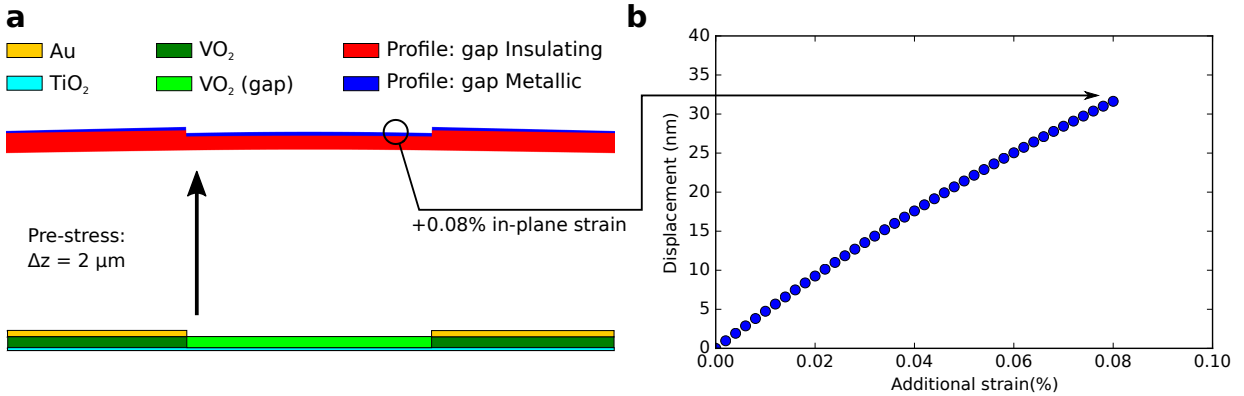 a
Au
VO₂
Profile: gap Insulating
TiO₂
VO₂ (gap)
Profile: gap Metallic
+0.08% in-plane strain
Pre-stress:
Δz = 2 μm
b
40
35
30
25
20
15
10
5
0
Displacement (nm)
0.00
0.02
0.04
0.06
0.08
0.10
Additional strain(%)